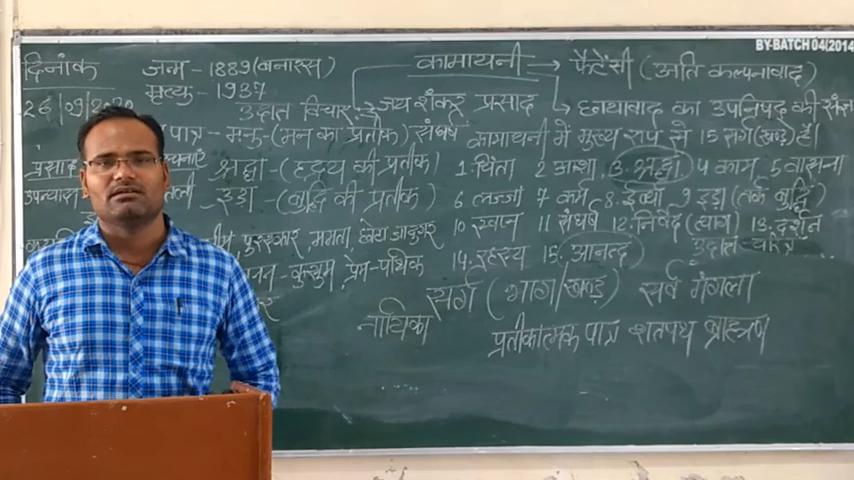 BY-BATCH 04(2014
दिनांक
26/09/2020
जन्म - 1889 (बनारस)
मृत्यु - 1937
कामायनी → फैंटेसी (अति कल्पनावाद)
उदात विचार जय शंकर प्रसाद → छायावाद का उपनिषद की
पात्र - मनु - (मन का प्रतीक) संघर्ष
कामायनी में मुख्य रूप से 15 सर्ग (खण्ड) है।
श्रद्धा - (हृदय की प्रतीक)
1. चिंता 2 आशा 3. श्रद्धा 4 काम 5 वासना
इडा - (बुद्धि की प्रतीक)
6 लज्जा 7 कर्म 8. ईर्ष्या 9 इडा (तर्क बुद्धि)
पुरस्कार, ममता, छोटा जादुगर
10 स्वप्न 11 संघर्ष 12. निर्वेद (त्याग) 13. दर्शन
कुसुम, प्रेम-पथिक
14. रहस्य 15. आनन्द
सर्ग (भाग/खण्ड) सर्व मंगला
नायिका
प्रतीकात्मक पात्र शतपथ ब्राह्मण